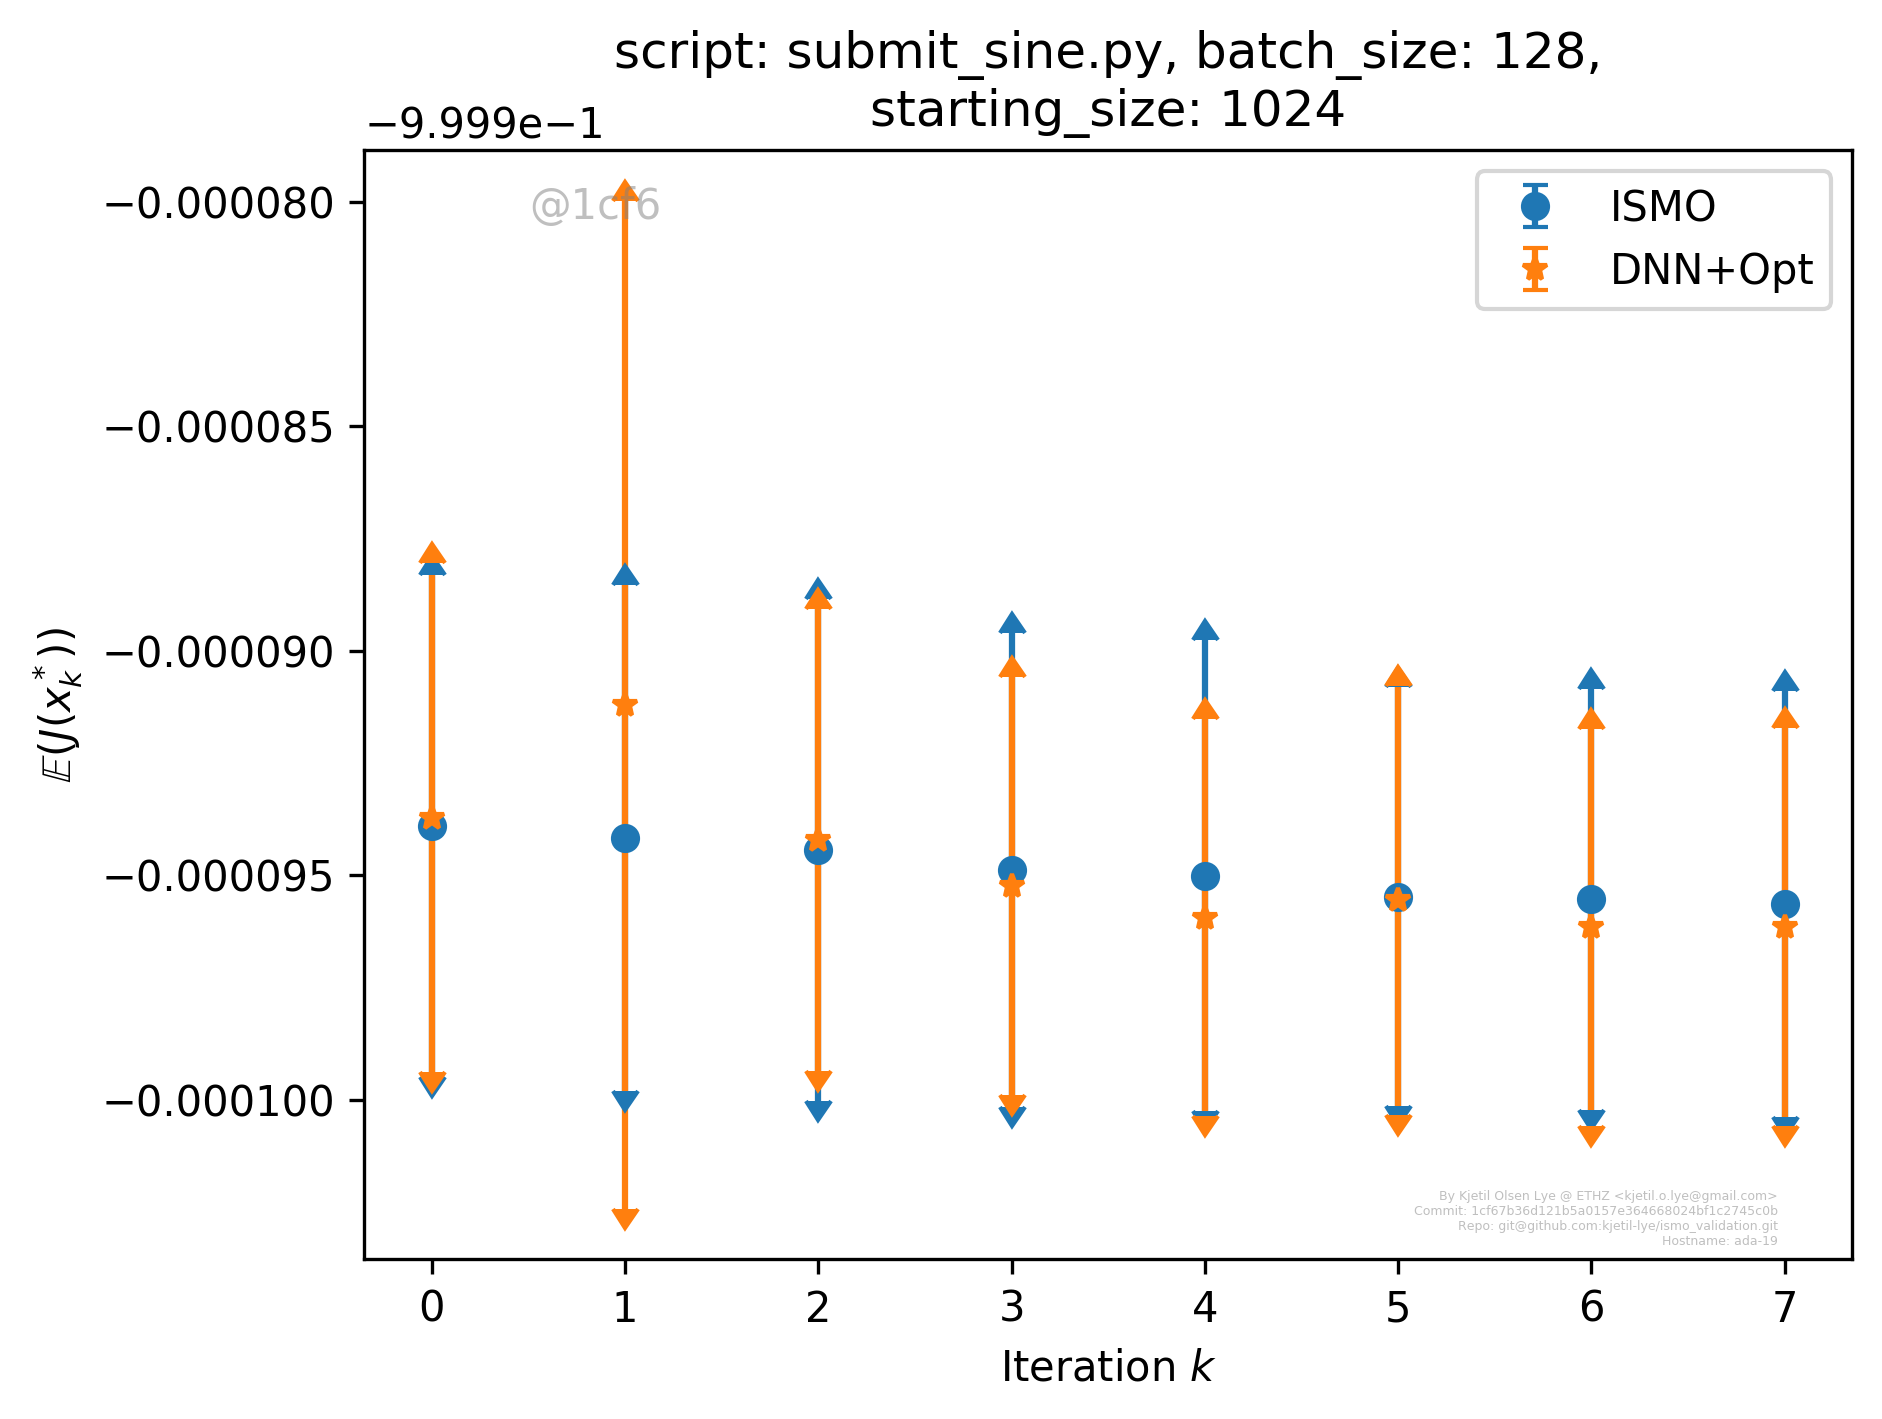 script: submit_sine.py, batch_size: 128,
starting_size: 1024
−9.999e−1
@1cf6
ISMO
DNN+Opt
−0.000080
−0.000085
−0.000090
−0.000095
−0.000100
𝔼(J(x*k))
By Kjetil Olsen Lye @ ETHZ <kjetil.o.lye@gmail.com>
Commit: 1cf67b36d121b5a0157e364668024bf1c2745c0b
Repo: git@github.com:kjetil-lye/ismo_validation.git
Hostname: ada-19
0 1 2 3 4 5 6 7
Iteration k